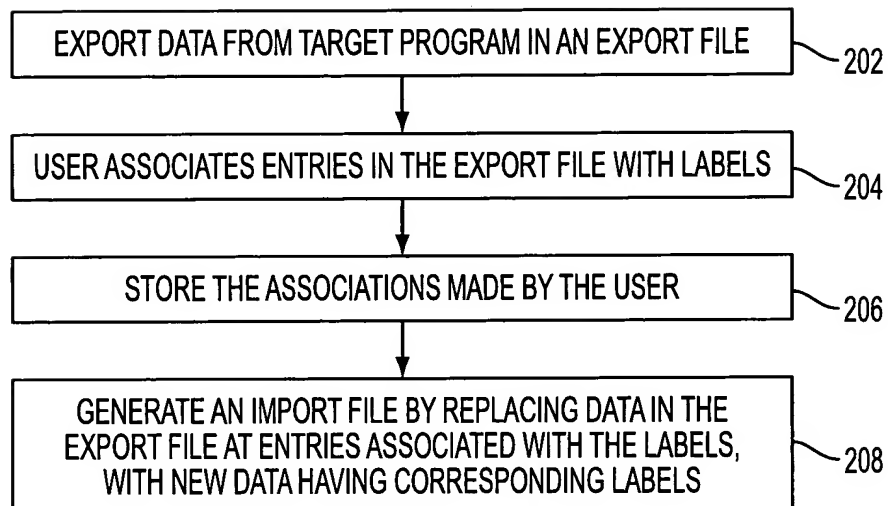 EXPORT DATA FROM TARGET PROGRAM IN AN EXPORT FILE
202
USER ASSOCIATES ENTRIES IN THE EXPORT FILE WITH LABELS
204
STORE THE ASSOCIATIONS MADE BY THE USER
206
GENERATE AN IMPORT FILE BY REPLACING DATA IN THE
EXPORT FILE AT ENTRIES ASSOCIATED WITH THE LABELS,
WITH NEW DATA HAVING CORRESPONDING LABELS
208